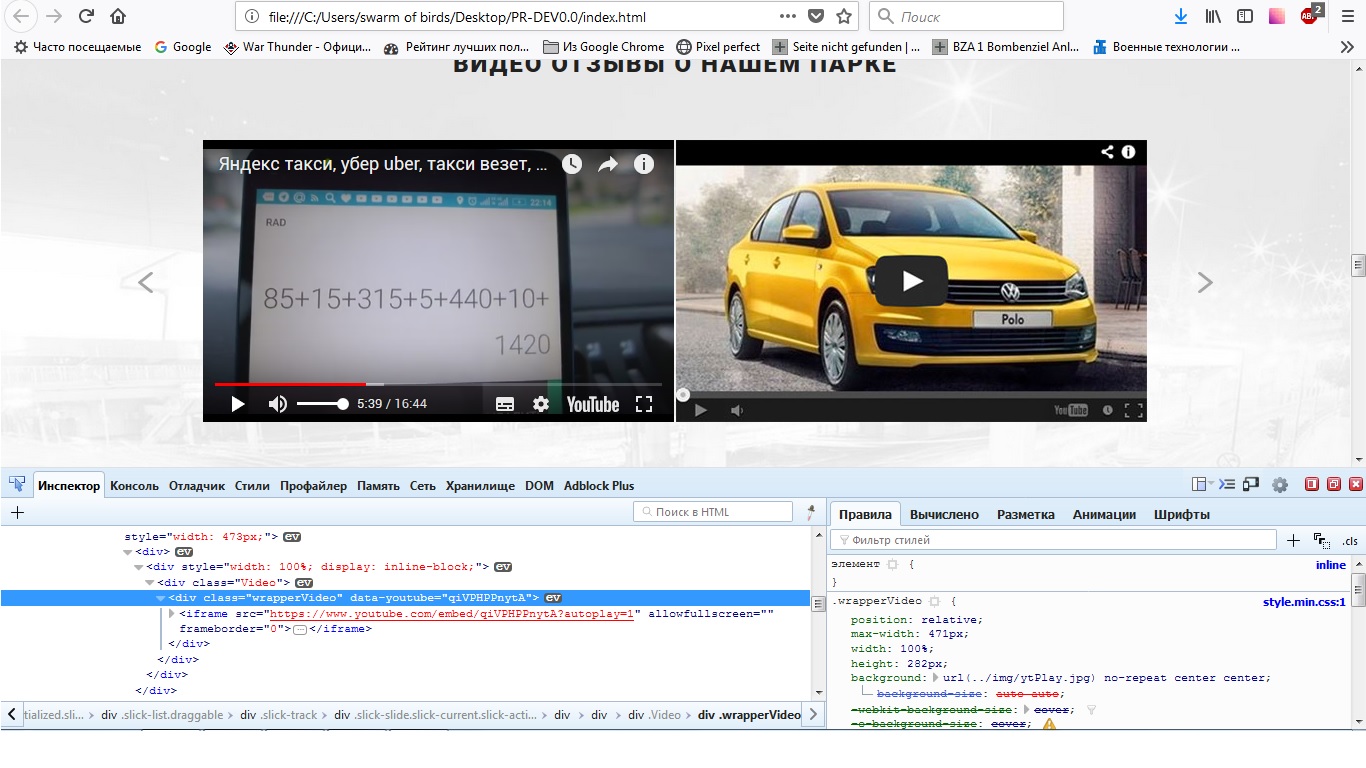 file:///C:/Users/swarm of birds/Desktop/PR-DEV0.0/index.html
Поиск
ABP 2
Часто посещаемые
Google
War Thunder - Офици...
Рейтинг лучших пол...
Из Google Chrome
Pixel perfect
Seite nicht gefunden | ...
BZA 1 Bombenziel Anl...
Военные технологии ...
ВИДЕО ОТЗЫВЫ О НАШЕМ ПАРКЕ
Яндекс такси, убер uber, такси везет, ...
22:14
RAD
85+15+315+5+440+10+
1420
5:39 / 16:44
YouTube
Polo
YouTube
Инспектор Консоль Отладчик Стили Профайлер Память Сеть Хранилище DOM Adblock Plus
Поиск в HTML
style="width: 473px;"> ev
<div> ev
<div style="width: 100%; display: inline-block;"> ev
<div class="Video"> ev
<div class="wrapperVideo" data-youtube="qiVPHPPnytA"> ev
<iframe src="https://www.youtube.com/embed/qiVPHPPnytA?autoplay=1" allowfullscreen=""
frameborder="0"></iframe>
</div>
</div>
</div>
</div>
tialized.sli... div .slick-list.draggable div .slick-track div .slick-slide.slick-current.slick-acti... div div div .Video div .wrapperVideo
Правила Вычислено Разметка Анимации Шрифты
Фильтр стилей
.cls
элемент {
inline
}
.wrapperVideo {
style.min.css:1
position: relative;
max-width: 471px;
width: 100%;
height: 282px;
background: url(../img/ytPlay.jpg) no-repeat center center;
background-size: auto auto;
-webkit-background-size: cover;
-o-background-size: cover;